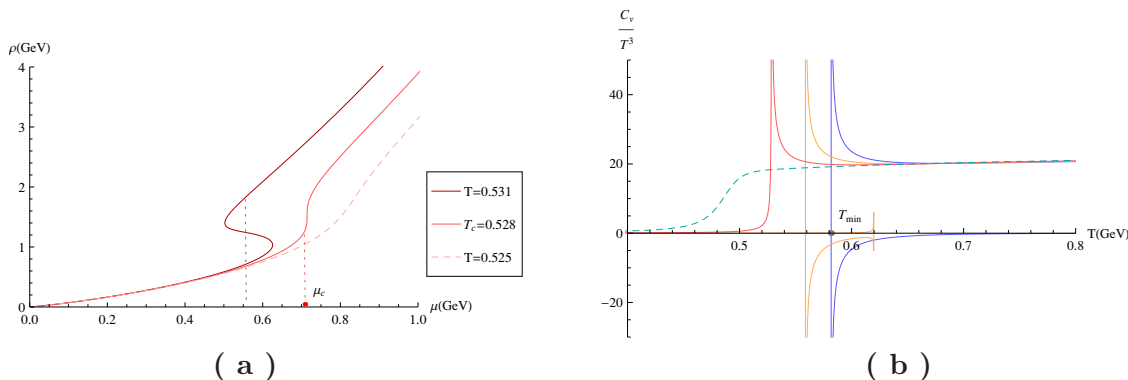 ρ(GeV)
4
3
2
1
0
0.0 0.2 0.4 0.6 0.8 1.0
μ(GeV)
μc
T=0.531
Tc=0.528
T=0.525
( a )
Cv
T3
40
20
0
−20
0.5 0.6 0.7 0.8
T(GeV)
Tmin
( b )